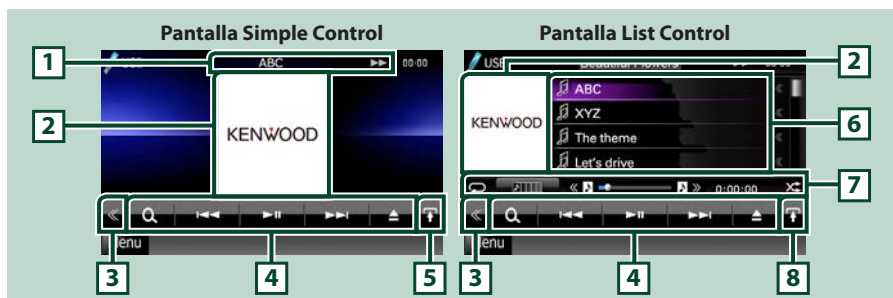 Pantalla Simple Control
Pantalla List Control
1
ABC
00:00
2
KENWOOD
enu
3
4
5
USB
2
KENWOOD
ABC
XYZ
The theme
Let's drive
6
7
0:00:00
Menu
3
4
8